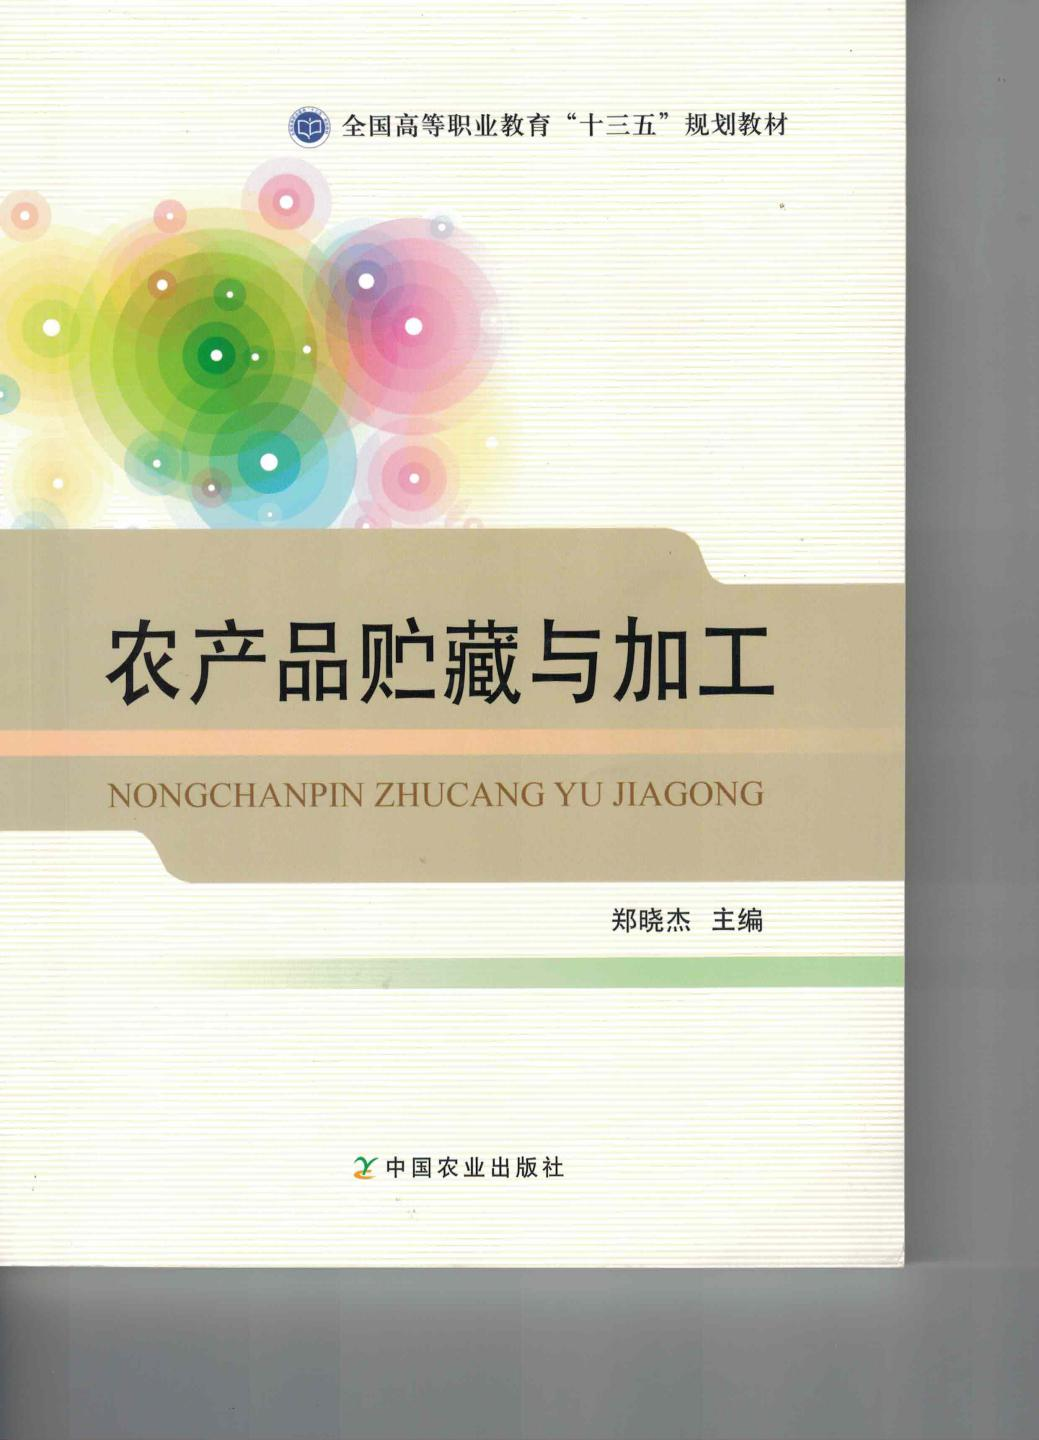 全国高等职业教育“十三五”规划教材
农产品贮藏与加工
NONGCHANPIN ZHUCANG YU JIAGONG
郑晓杰 主编
中国农业出版社